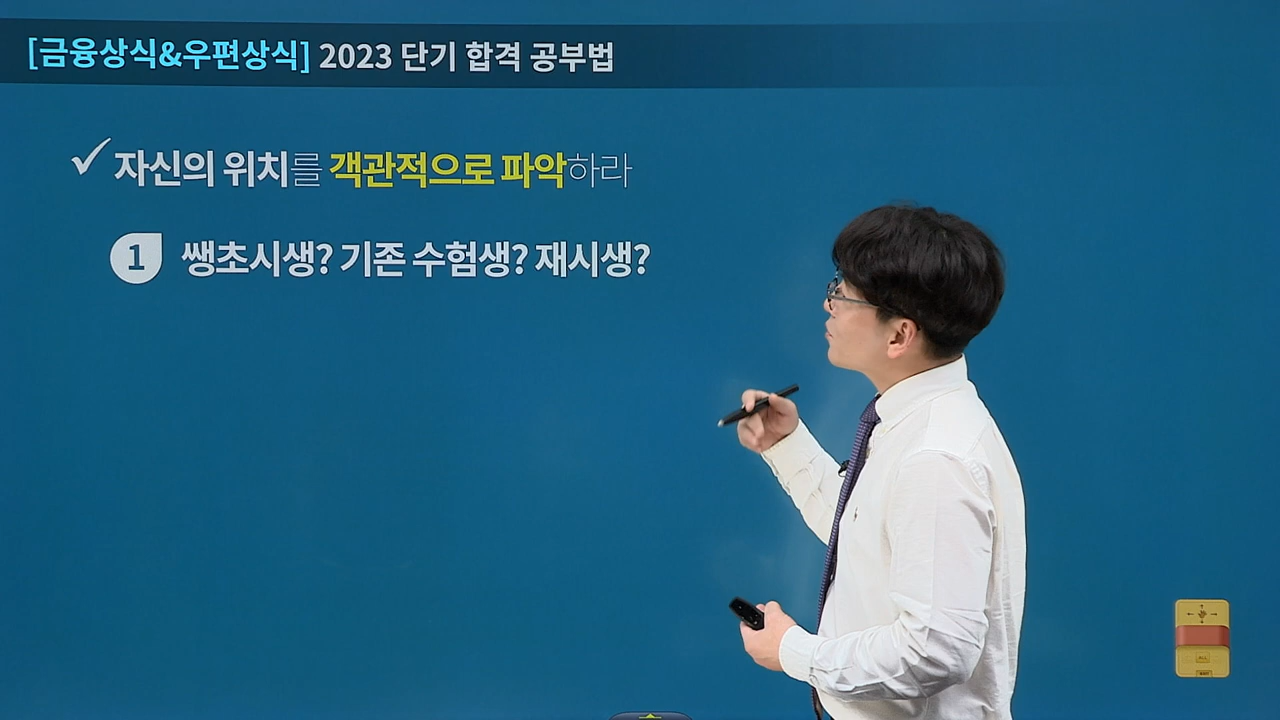 [금융상식&우편상식] 2023 단기 합격 공부법
자신의 위치를 객관적으로 파악하라
1 쌩초시생? 기존 수험생? 재시생?